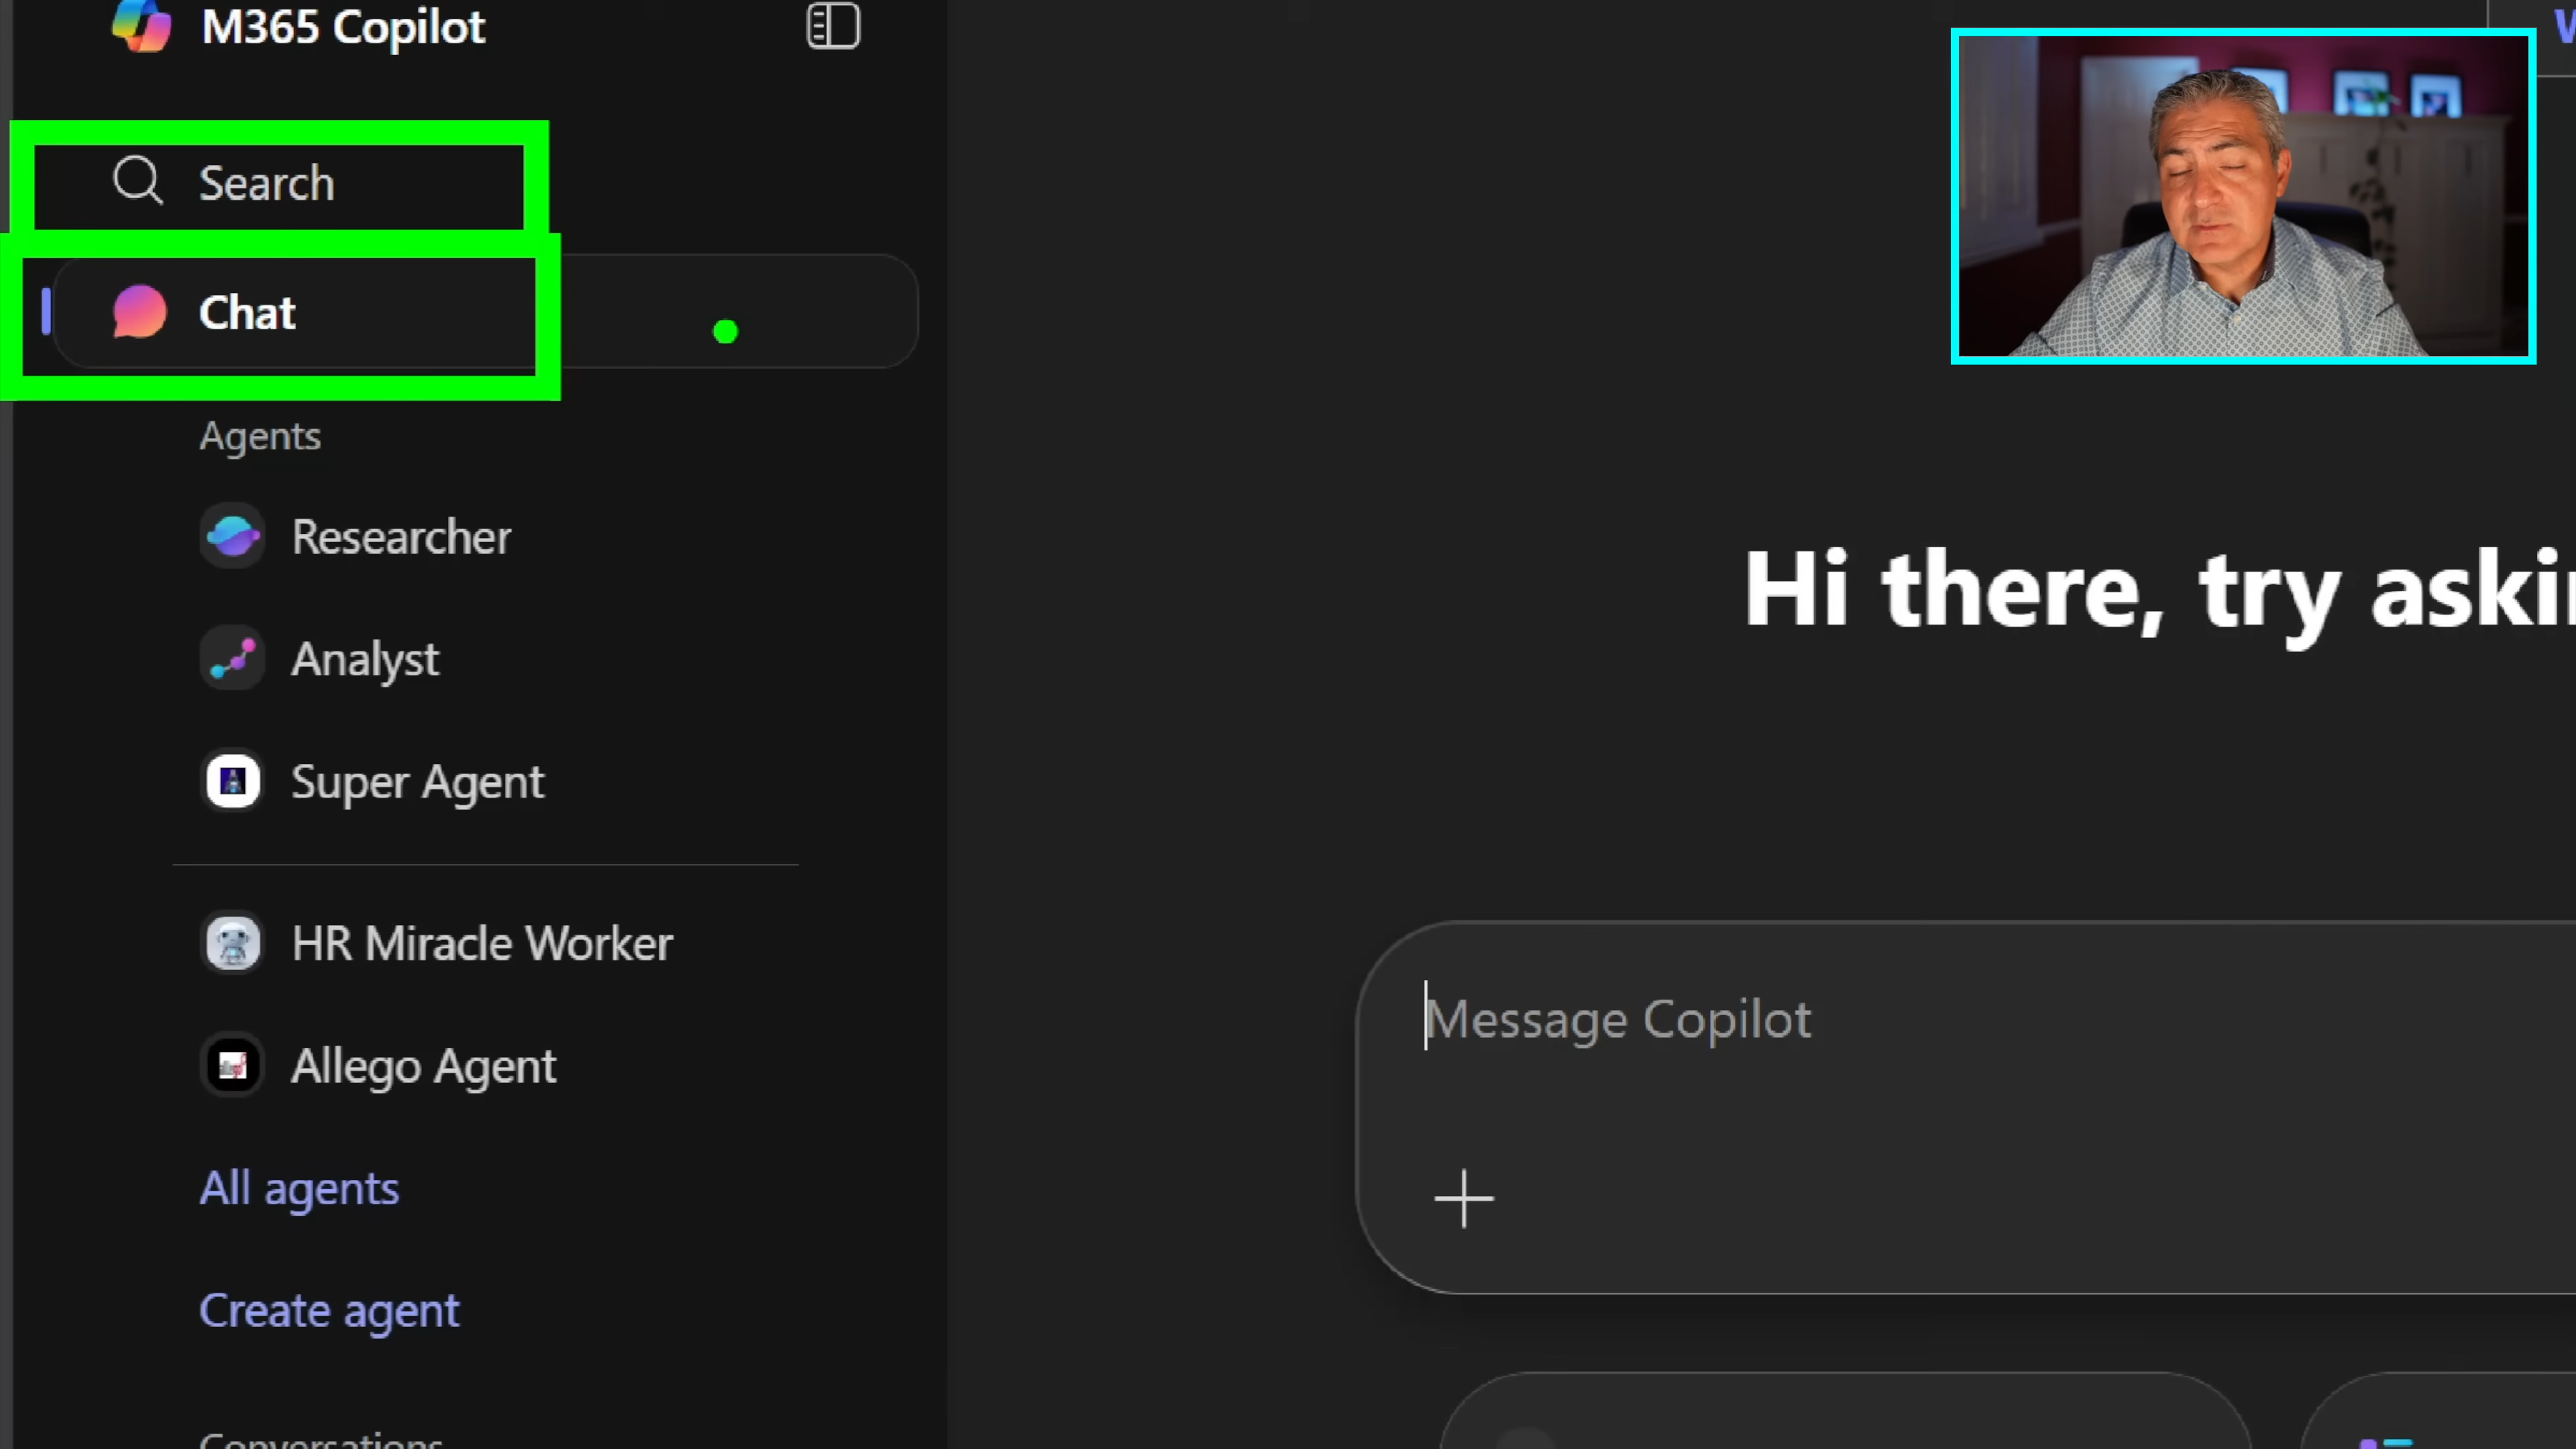 M365 Copilot
Search
Chat
Agents
Researcher
Analyst
Super Agent
HR Miracle Worker
Allego Agent
All agents
Create agent
Conversations
Hi there, try
Message Copilot